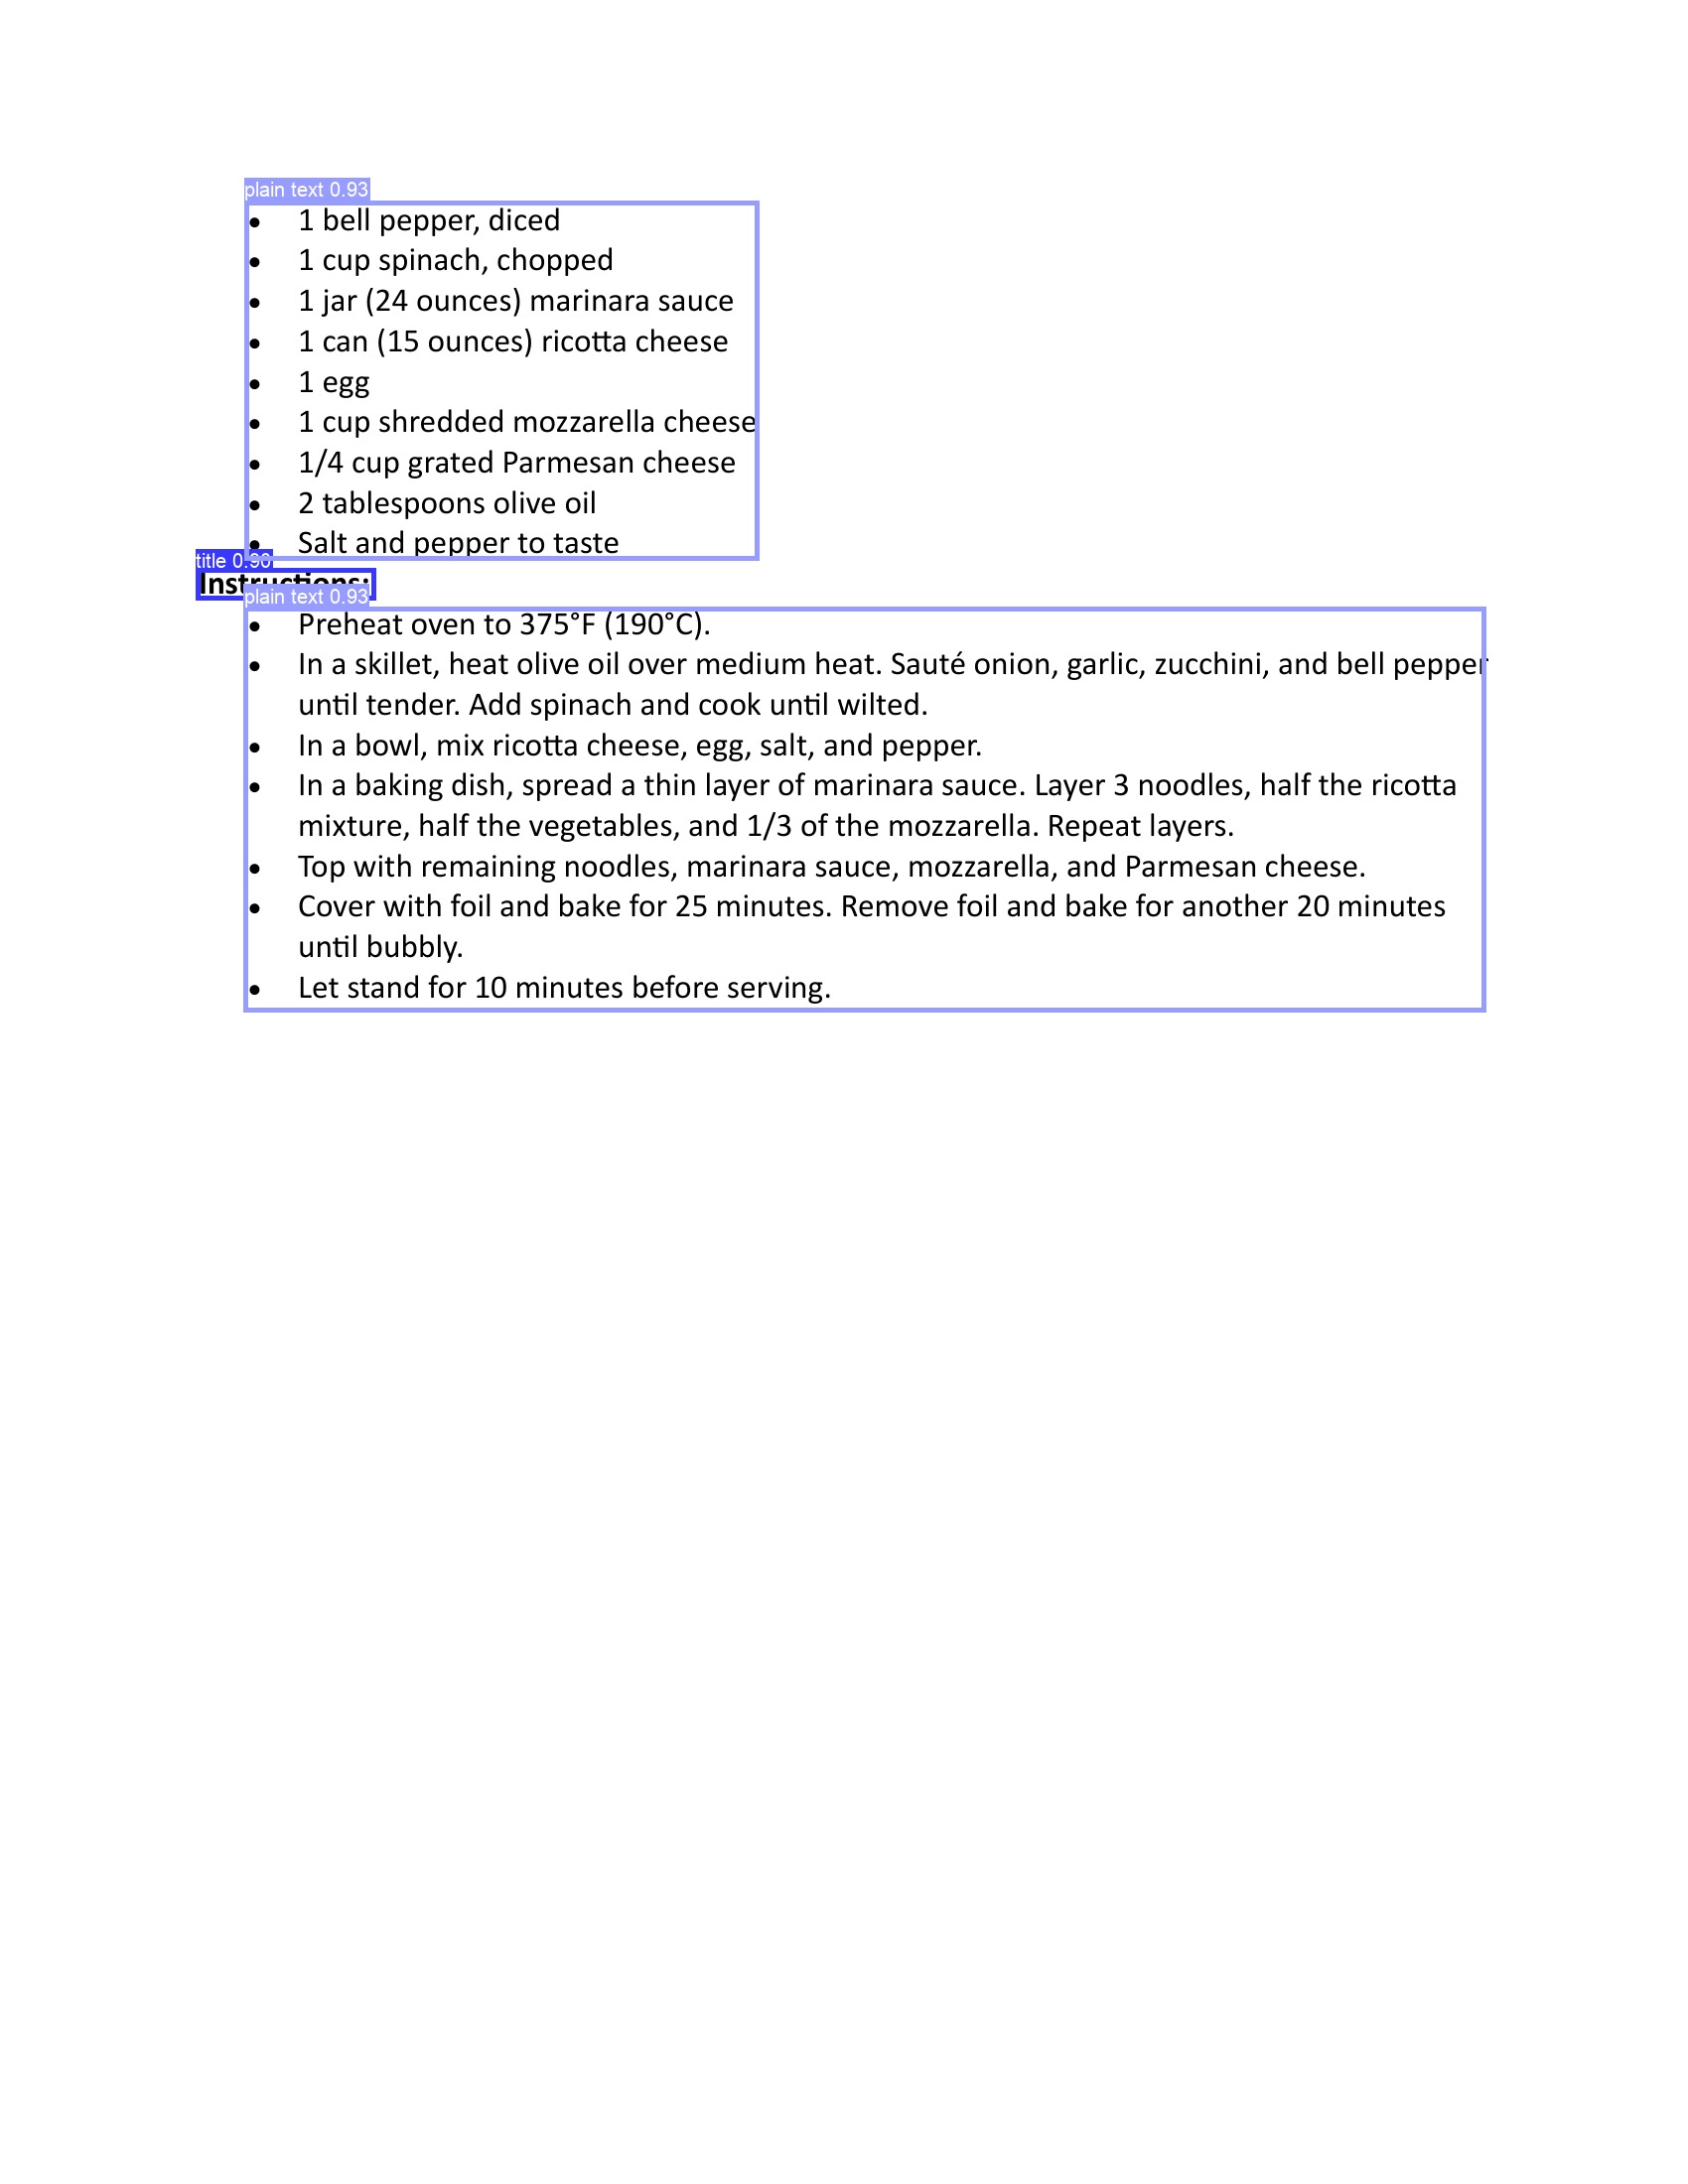 plain text 0.93
• 1 bell pepper, diced
• 1 cup spinach, chopped
• 1 jar (24 ounces) marinara sauce
• 1 can (15 ounces) ricotta cheese
• 1 egg
• 1 cup shredded mozzarella cheese
• 1/4 cup grated Parmesan cheese
• 2 tablespoons olive oil
• Salt and pepper to taste
title 0.90
Instructions:
plain text 0.93
• Preheat oven to 375°F (190°C).
• In a skillet, heat olive oil over medium heat. Sauté onion, garlic, zucchini, and bell pepper
until tender. Add spinach and cook until wilted.
• In a bowl, mix ricotta cheese, egg, salt, and pepper.
• In a baking dish, spread a thin layer of marinara sauce. Layer 3 noodles, half the ricotta
mixture, half the vegetables, and 1/3 of the mozzarella. Repeat layers.
• Top with remaining noodles, marinara sauce, mozzarella, and Parmesan cheese.
• Cover with foil and bake for 25 minutes. Remove foil and bake for another 20 minutes
until bubbly.
• Let stand for 10 minutes before serving.